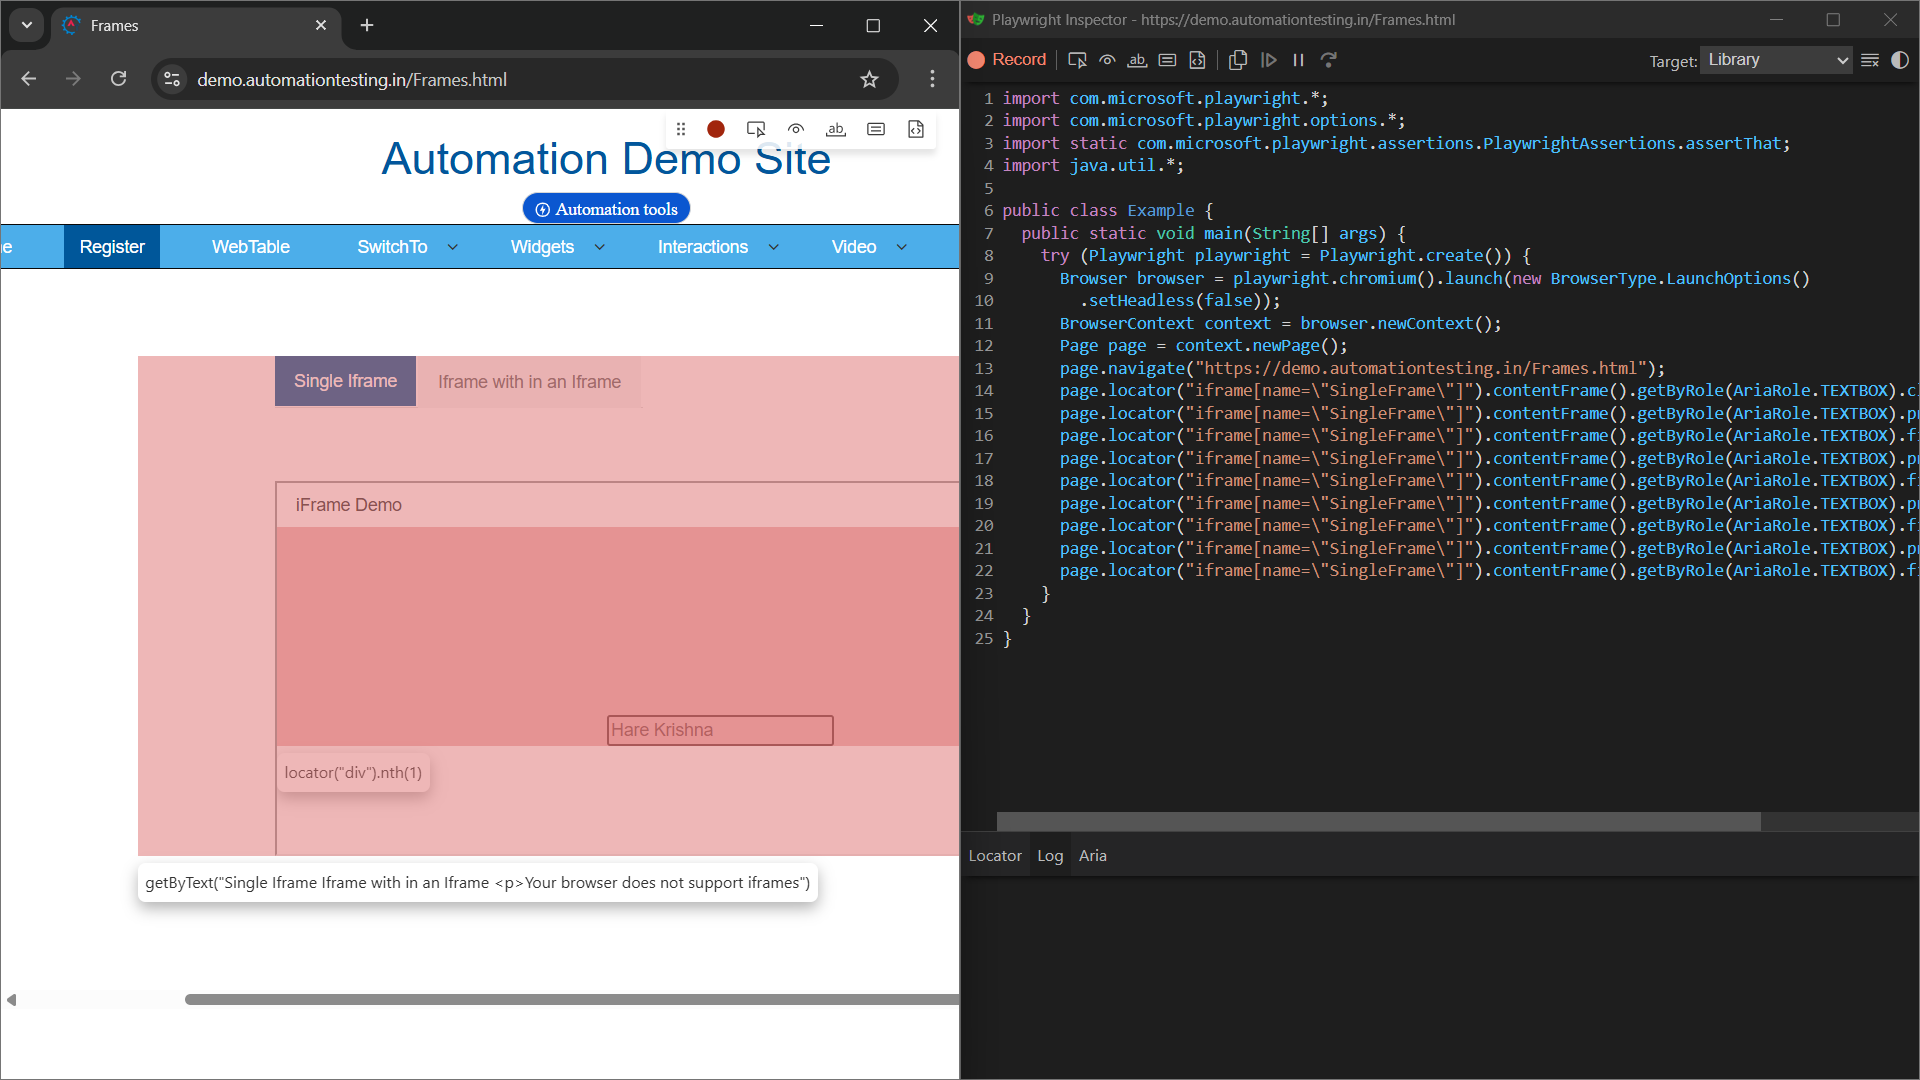 Frames
demo.automationtesting.in/Frames.html
Automation Demo Site
Automation tools
e Register WebTable SwitchTo Widgets Interactions Video
Single Iframe Iframe with in an Iframe
iFrame Demo
Hare Krishna
locator("div").nth(1)
getByText("Single Iframe Iframe with in an Iframe <p>Your browser does not support iframes")
Playwright Inspector - https://demo.automationtesting.in/Frames.html
Record
Target: Library
1 import com.microsoft.playwright.*;
2 import com.microsoft.playwright.options.*;
3 import static com.microsoft.playwright.assertions.PlaywrightAssertions.assertThat;
4 import java.util.*;
5
6 public class Example {
7 public static void main(String[] args) {
8 try (Playwright playwright = Playwright.create()) {
9 Browser browser = playwright.chromium().launch(new BrowserType.LaunchOptions()
10 .setHeadless(false));
11 BrowserContext context = browser.newContext();
12 Page page = context.newPage();
13 page.navigate("https://demo.automationtesting.in/Frames.html");
14 page.locator("iframe[name=\"SingleFrame\"]").contentFrame().getByRole(AriaRole.TEXTBOX).c
15 page.locator("iframe[name=\"SingleFrame\"]").contentFrame().getByRole(AriaRole.TEXTBOX).p
16 page.locator("iframe[name=\"SingleFrame\"]").contentFrame().getByRole(AriaRole.TEXTBOX).f
17 page.locator("iframe[name=\"SingleFrame\"]").contentFrame().getByRole(AriaRole.TEXTBOX).p
18 page.locator("iframe[name=\"SingleFrame\"]").contentFrame().getByRole(AriaRole.TEXTBOX).f
19 page.locator("iframe[name=\"SingleFrame\"]").contentFrame().getByRole(AriaRole.TEXTBOX).p
20 page.locator("iframe[name=\"SingleFrame\"]").contentFrame().getByRole(AriaRole.TEXTBOX).f
21 page.locator("iframe[name=\"SingleFrame\"]").contentFrame().getByRole(AriaRole.TEXTBOX).p
22 page.locator("iframe[name=\"SingleFrame\"]").contentFrame().getByRole(AriaRole.TEXTBOX).f
23 }
24 }
25 }
Locator Log Aria